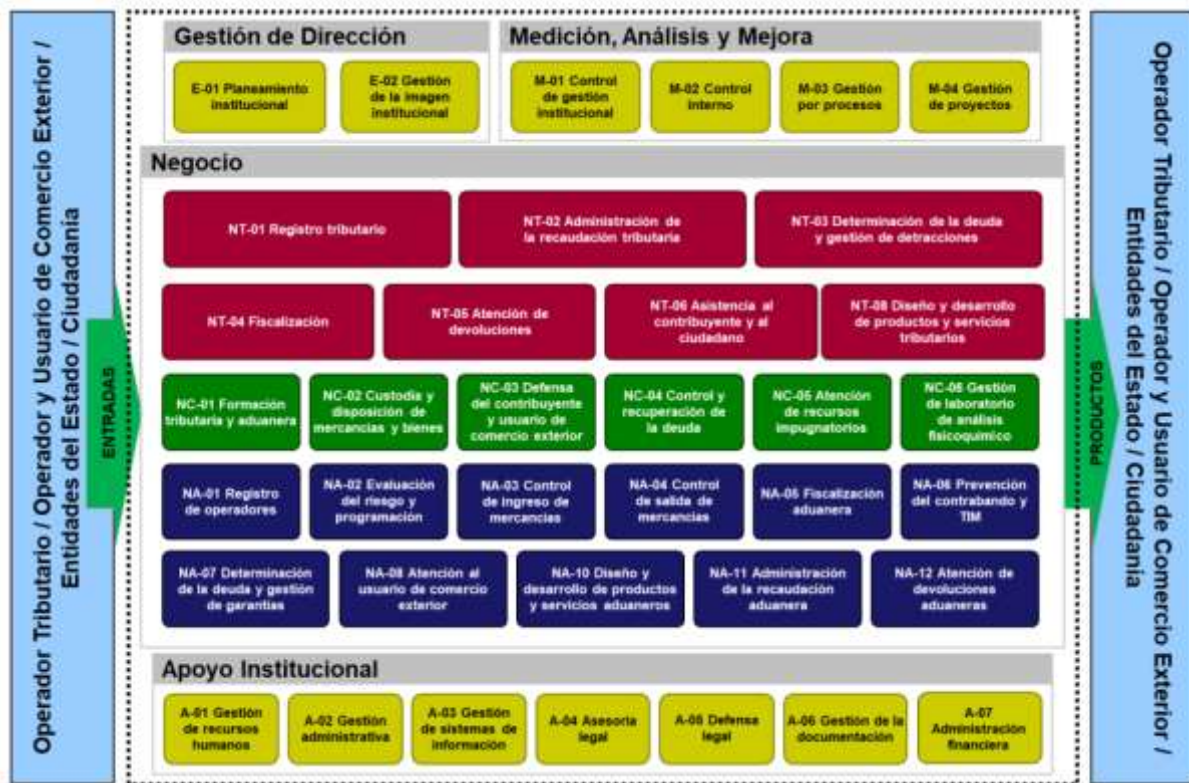 Operador Tributario / Operador y Usuario de Comercio Exterior /
Entidades del Estado / Ciudadanía
ENTRADAS
Gestión de Dirección
E-01 Planeamiento
institucional
E-02 Gestión
de la imagen
institucional
Medición, Análisis y Mejora
M-01 Control
de gestión
institucional
M-02 Control
interno
M-03 Gestión
por procesos
M-04 Gestión
de proyectos
Negocio
NT-01 Registro tributario
NT-02 Administración de
la recaudación tributaria
NT-03 Determinación de la deuda
y gestión de detracciones
NT-04 Fiscalización
NT-05 Atención de
devoluciones
NT-06 Asistencia al
contribuyente y al
ciudadano
NT-08 Diseño y desarrollo
de productos y servicios
tributarios
NC-01 Formación
tributaria y aduanera
NC-02 Custodia y
disposición de
mercancías y bienes
NC-03 Defensa
del contribuyente
y usuario de
comercio exterior
NC-04 Control y
recuperación de
la deuda
NC-05 Atención
de recursos
impugnatorios
NC-06 Gestión
de laboratorio
de análisis
fisicoquímico
NA-01 Registro
de operadores
NA-02 Evaluación
del riesgo y
programación
NA-03 Control
de ingreso de
mercancías
NA-04 Control
de salida de
mercancías
NA-05 Fiscalización
aduanera
NA-06 Prevención
del contrabando y
TIM
NA-07 Determinación
de la deuda y gestión
de garantías
NA-08 Atención al
usuario de comercio
exterior
NA-10 Diseño y
desarrollo de productos
y servicios aduaneros
NA-11 Administración
de la recaudación
aduanera
NA-12 Atención de
devoluciones
aduaneras
Apoyo Institucional
A-01 Gestión
de recursos
humanos
A-02 Gestión
administrativa
A-03 Gestión
de sistemas de
información
A-04 Asesoría
legal
A-05 Defensa
legal
A-06 Gestión de la
documentación
A-07
Administración
financiera
PRODUCTOS
Operador Tributario / Operador y Usuario de Comercio Exterior /
Entidades del Estado / Ciudadanía